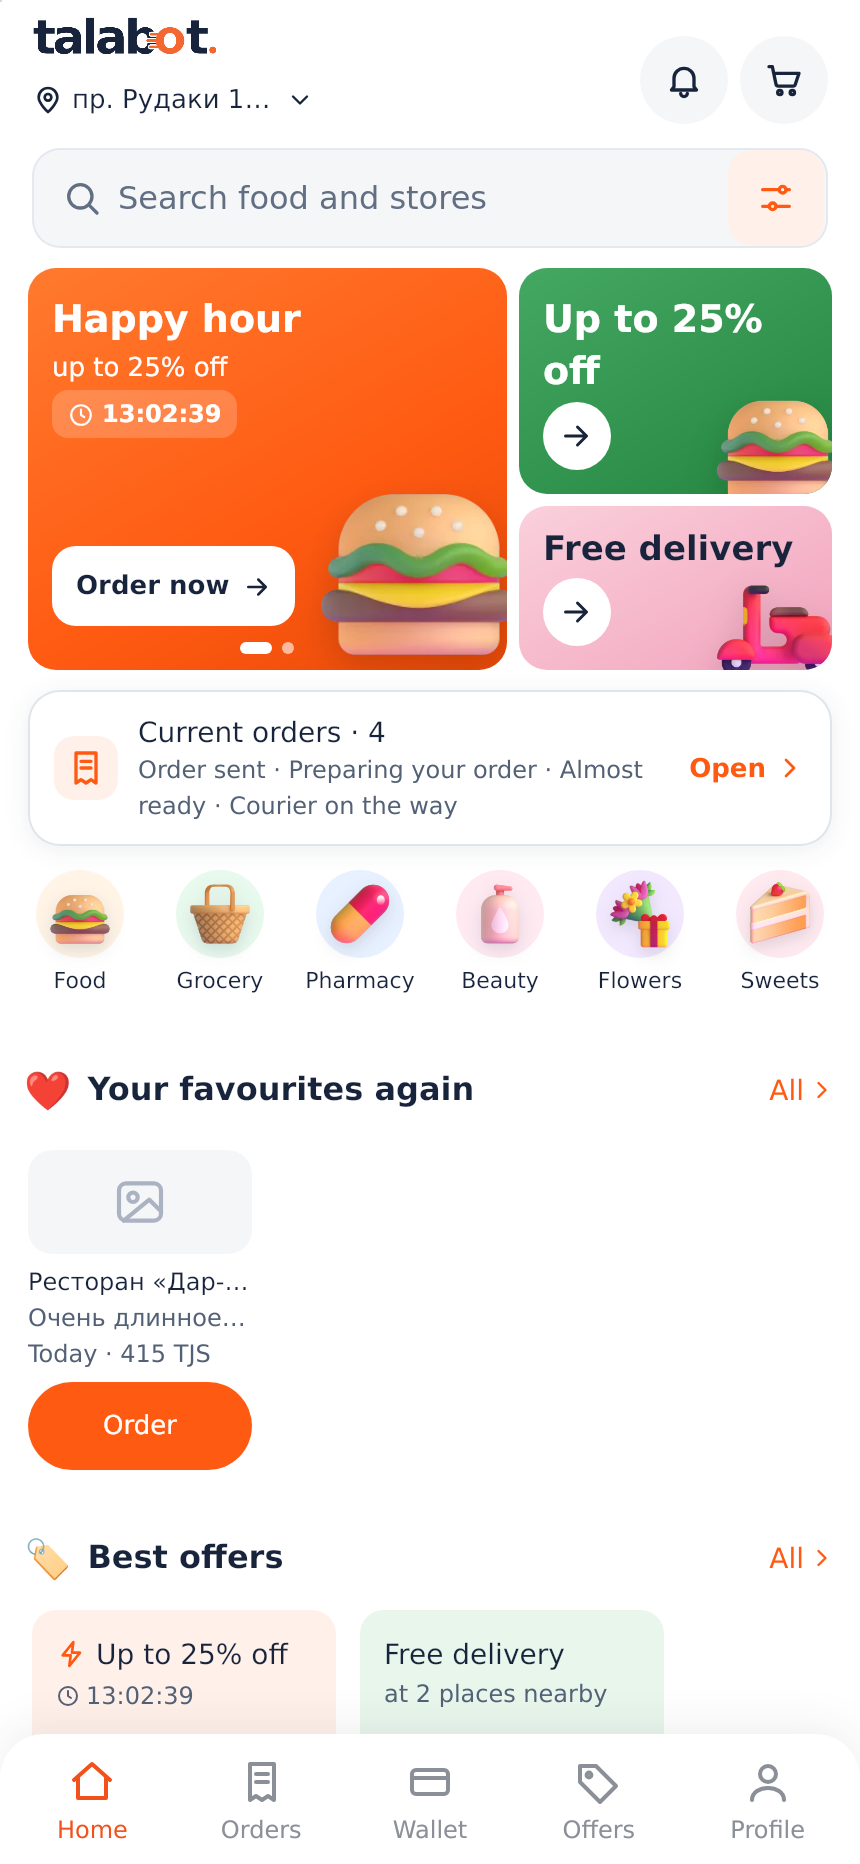 talabot.
пр. Рудаки 1...
Search food and stores
Happy hour
up to 25% off
13:02:39
Order now
Up to 25%
off
Free delivery
Current orders · 4
Order sent · Preparing your order · Almost
ready · Courier on the way
Open
Food
Grocery
Pharmacy
Beauty
Flowers
Sweets
Your favourites again
All
Ресторан «Дар-...
Очень длинное...
Today · 415 TJS
Order
Best offers
All
Up to 25% off
13:02:39
Free delivery
at 2 places nearby
Home
Orders
Wallet
Offers
Profile